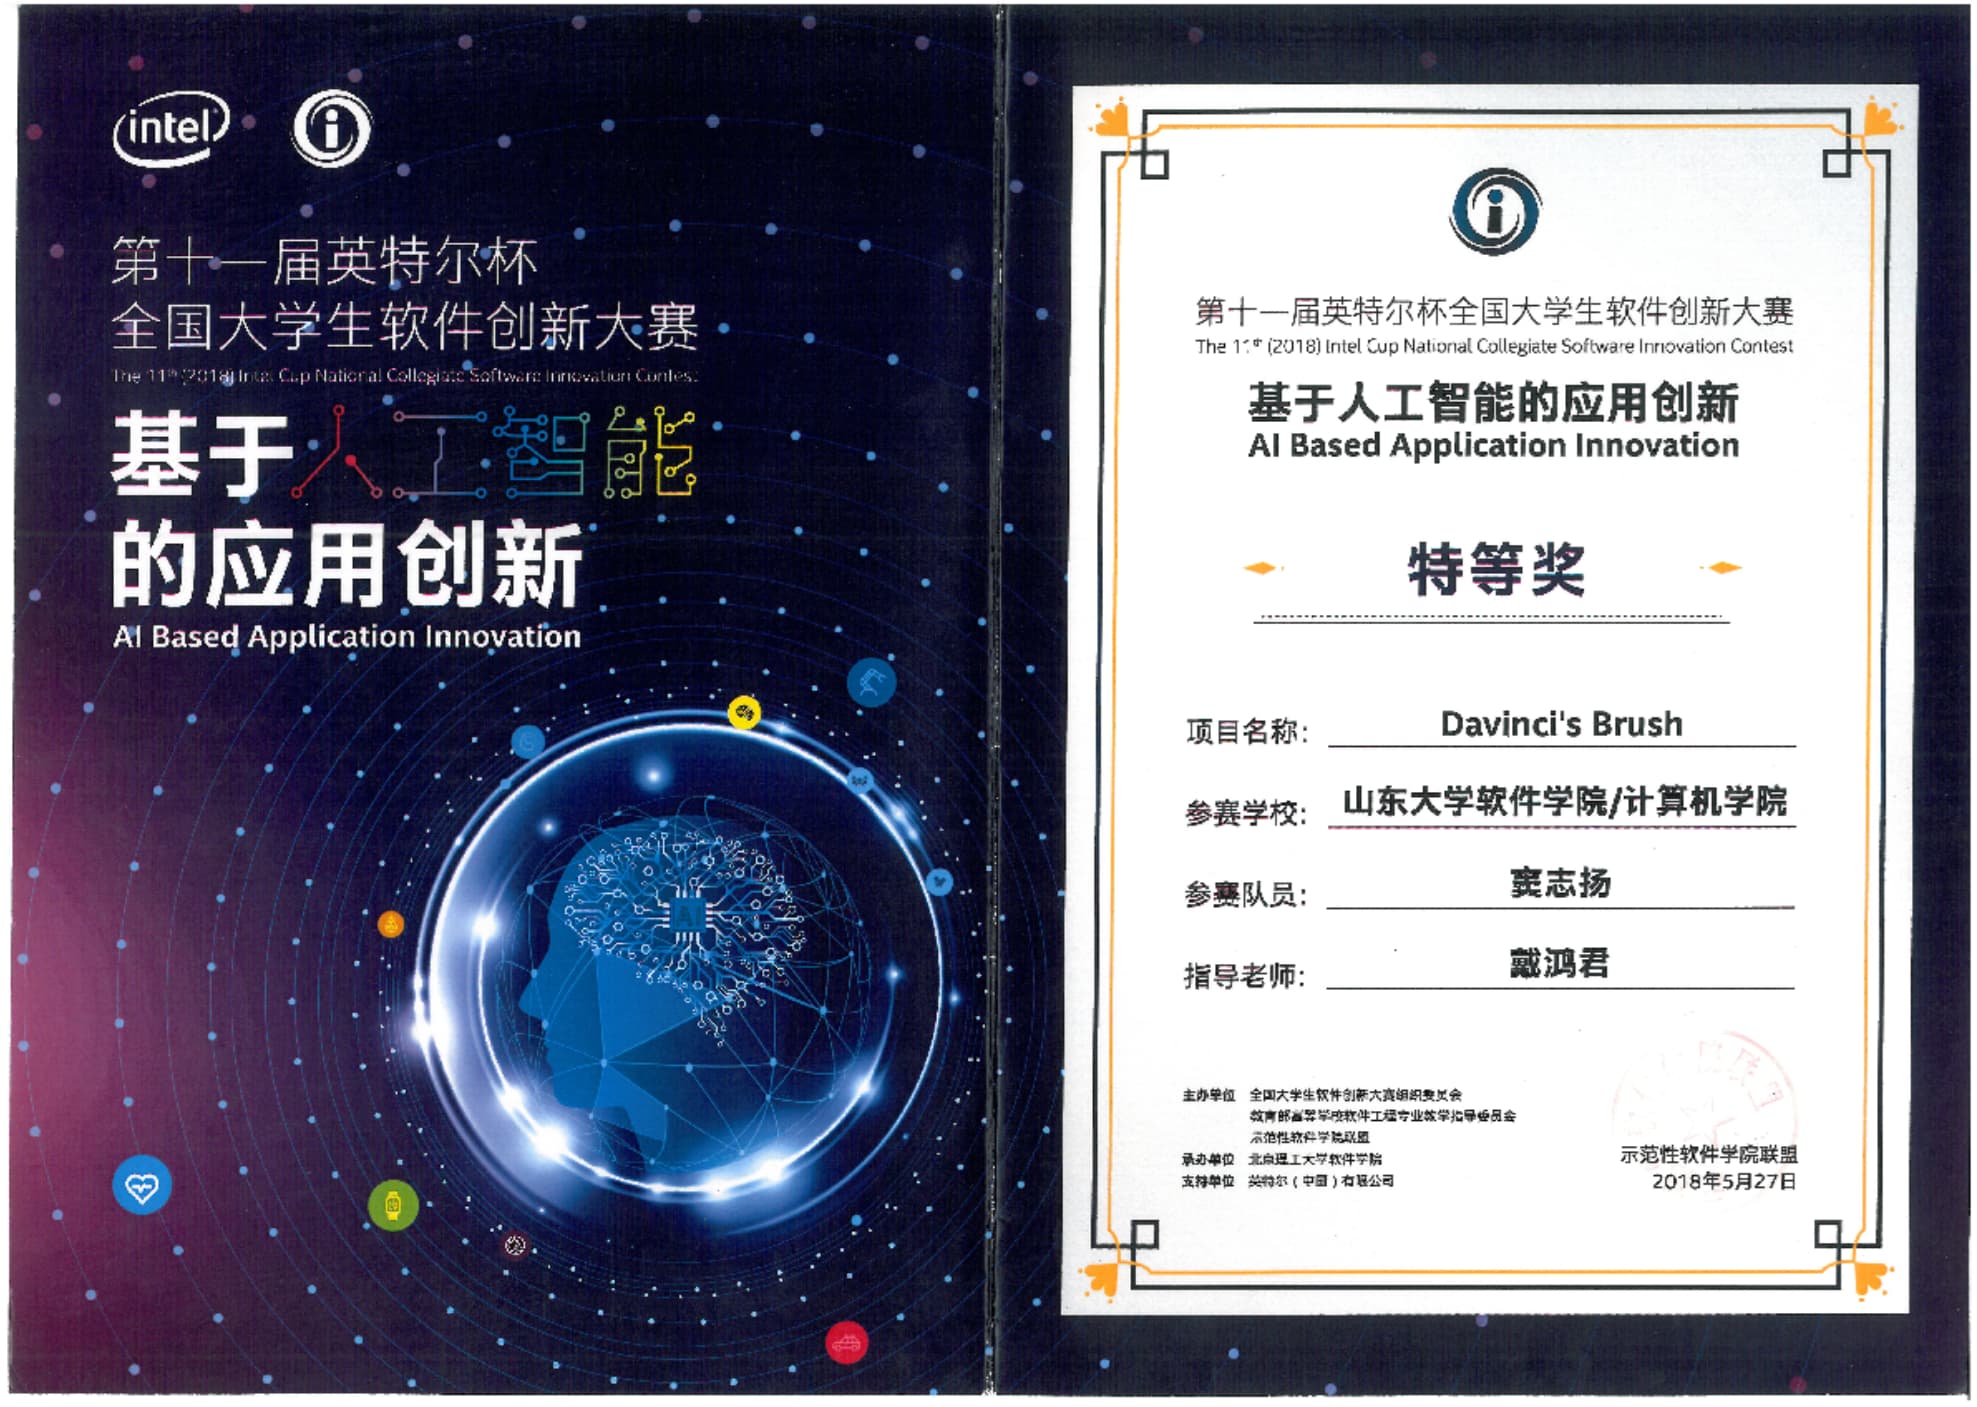 intel
i
第十一届英特尔杯
全国大学生软件创新大赛
The 11th (2018) Intel Cup National Collegiate Software Innovation Contest
基于人工智能
的应用创新
AI Based Application Innovation
AI
i
第十一届英特尔杯全国大学生软件创新大赛
The 11th (2018) Intel Cup National Collegiate Software Innovation Contest
基于人工智能的应用创新
AI Based Application Innovation
特等奖
项目名称: Davinci's Brush
参赛学校: 山东大学软件学院/计算机学院
参赛队员: 窦志扬
指导老师: 戴鸿君
主办单位 全国大学生软件创新大赛组织委员会
教育部高等学校软件工程专业教学指导委员会
示范性软件学院联盟
承办单位 北京理工大学软件学院
支持单位 英特尔(中国)有限公司
示范性软件学院联盟
2018年5月27日